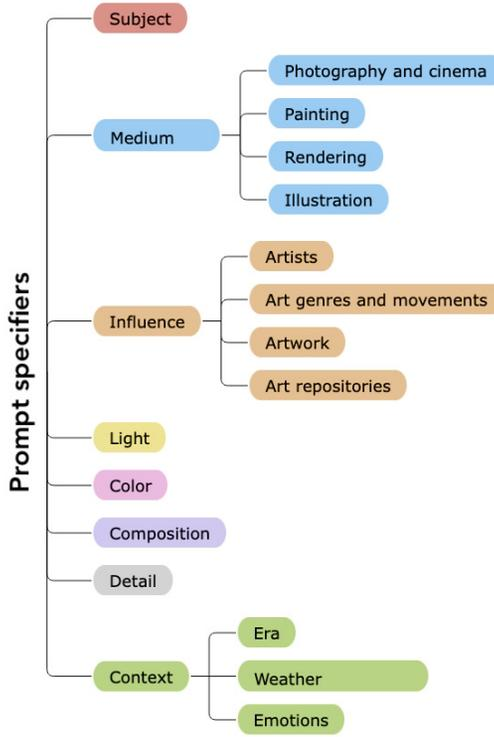 Prompt specifiers
Subject
Medium
Photography and cinema
Painting
Rendering
Illustration
Influence
Artists
Art genres and movements
Artwork
Art repositories
Light
Color
Composition
Detail
Context
Era
Weather
Emotions